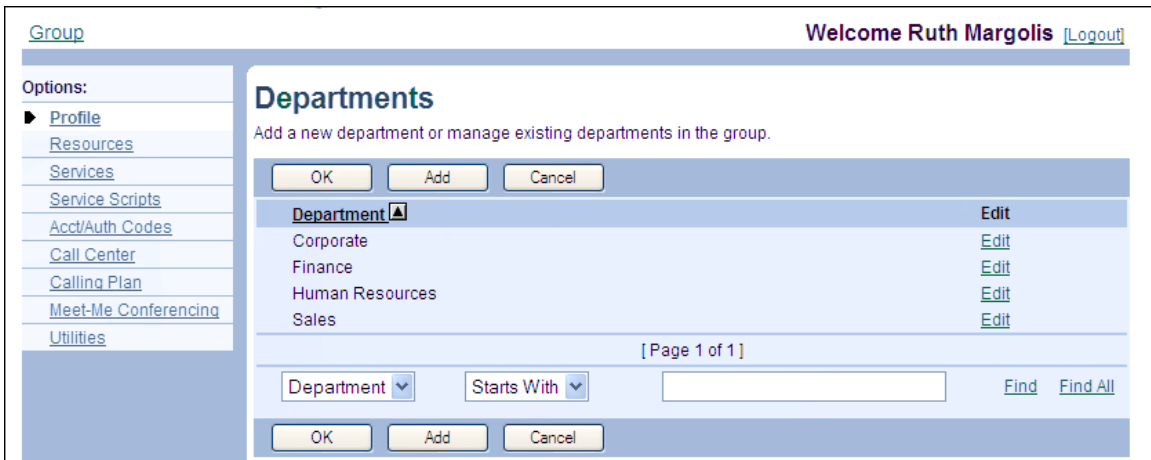 Group
Welcome Ruth Margolis [Logout]
Options:
Profile
Resources
Services
Service Scripts
Acct/Auth Codes
Call Center
Calling Plan
Meet-Me Conferencing
Utilities
Departments
Add a new department or manage existing departments in the group.
OK Add Cancel
Department Edit
Corporate Edit
Finance Edit
Human Resources Edit
Sales Edit
[ Page 1 of 1 ]
Department Starts With Find Find All
OK Add Cancel